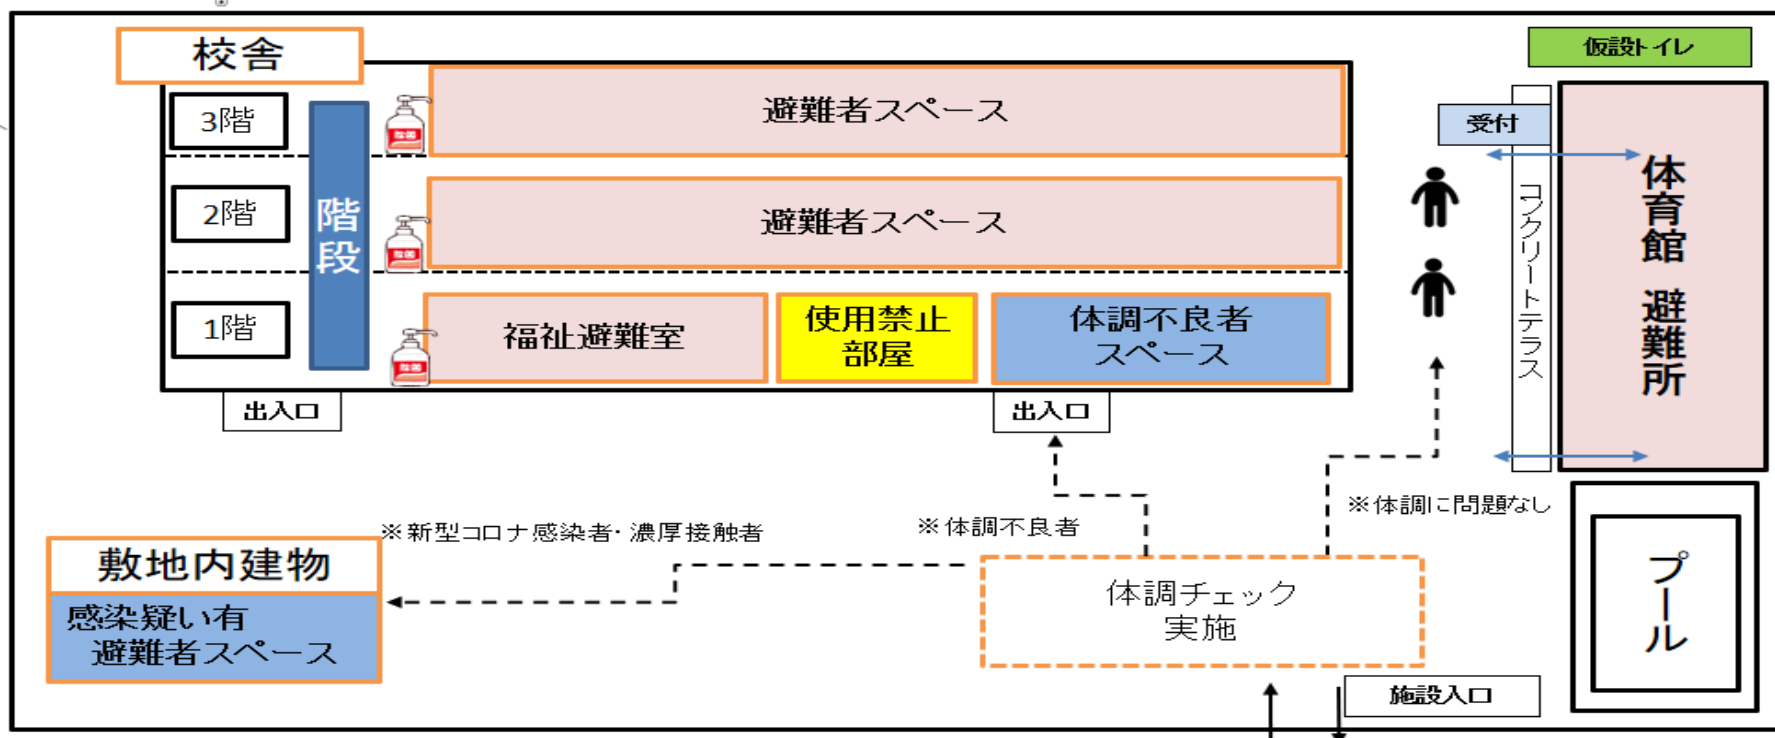 校舎
仮設トイレ
3階
避難者スペース
受付
2階
階段
避難者スペース
コンクリートテラス
体育館 避難所
1階
福祉避難室
使用禁止
部屋
体調不良者
スペース
出入口
出入口
※体調に問題なし
※新型コロナ感染者・濃厚接触者
※体調不良者
敷地内建物
感染疑い有
避難者スペース
体調チェック
実施
プール
施設入口